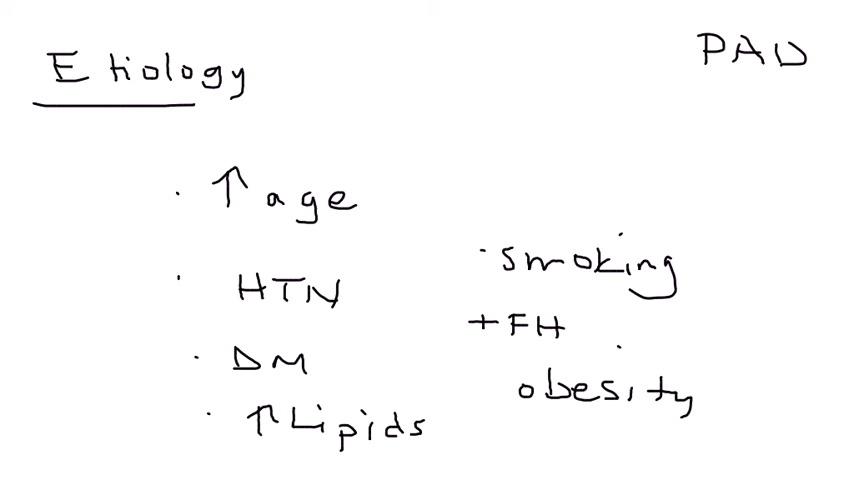 Etiology
PAD
· ↑ age
· HTN
· DM
· ↑ Lipids
· smoking
+ FH
obesity